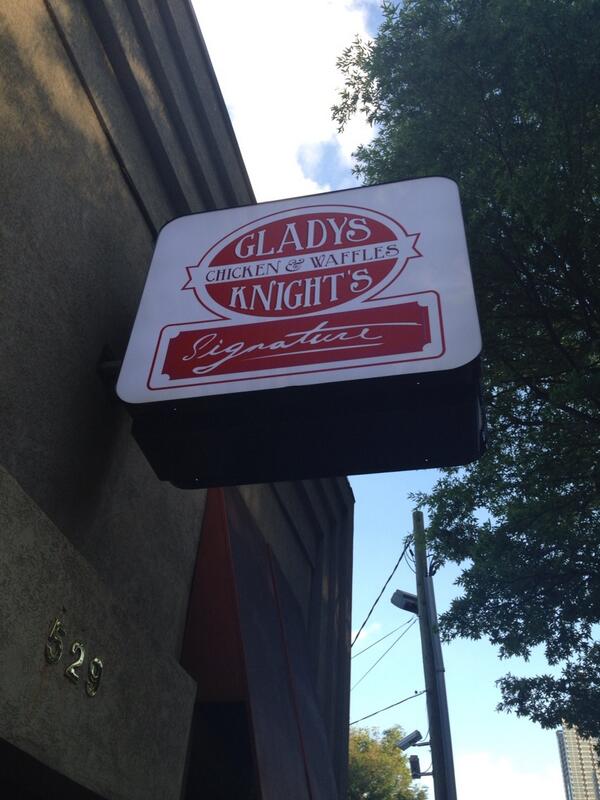 GLADYS
CHICKEN & WAFFLES
KNIGHT'S
Signature
529